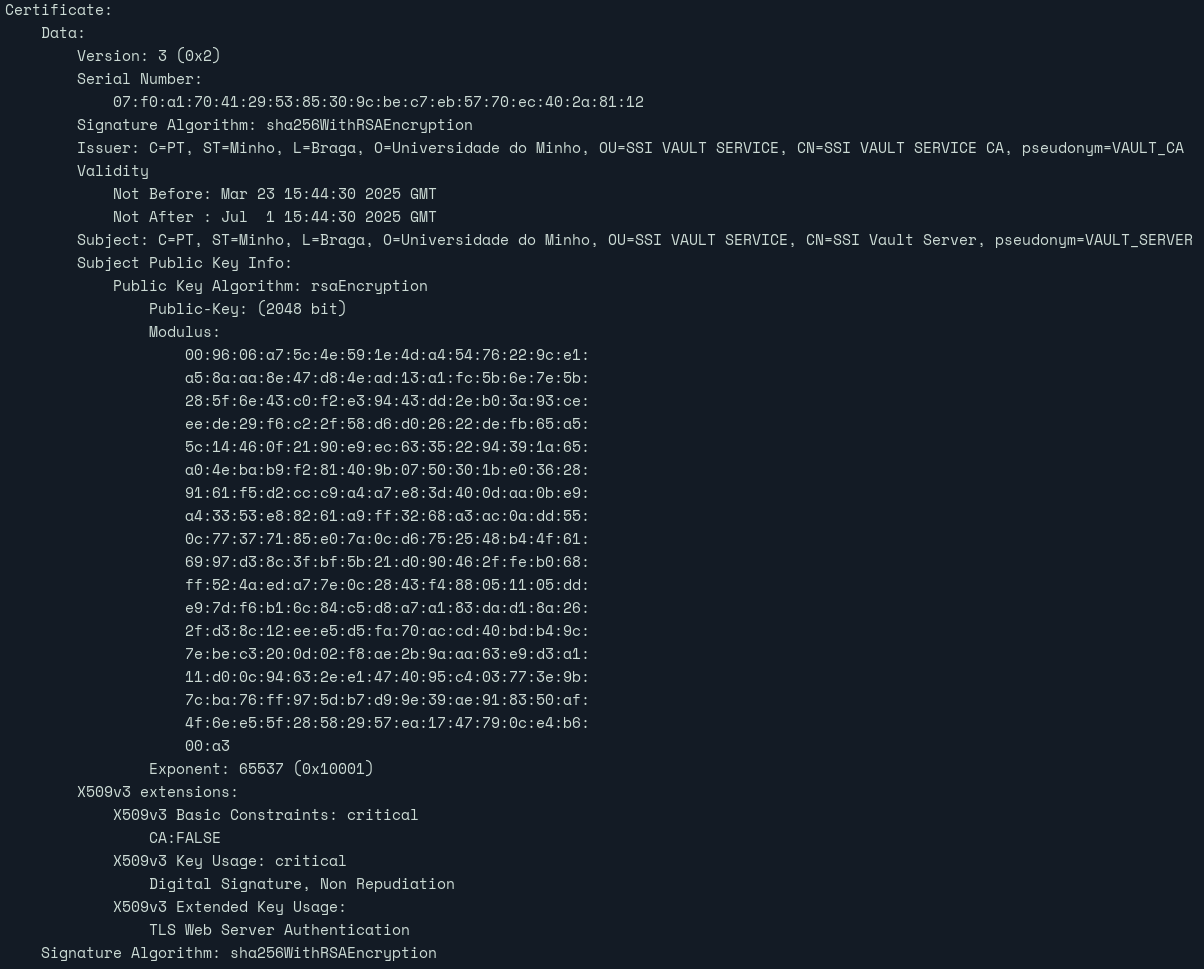 Certificate:
    Data:
        Version: 3 (0x2)
        Serial Number:
            07:f0:a1:70:41:29:53:85:30:9c:be:c7:eb:57:70:ec:40:2a:81:12
        Signature Algorithm: sha256WithRSAEncryption
        Issuer: C=PT, ST=Minho, L=Braga, O=Universidade do Minho, OU=SSI VAULT SERVICE, CN=SSI VAULT SERVICE CA, pseudonym=VAULT_CA
        Validity
            Not Before: Mar 23 15:44:30 2025 GMT
            Not After : Jul  1 15:44:30 2025 GMT
        Subject: C=PT, ST=Minho, L=Braga, O=Universidade do Minho, OU=SSI VAULT SERVICE, CN=SSI Vault Server, pseudonym=VAULT_SERVER
        Subject Public Key Info:
            Public Key Algorithm: rsaEncryption
                Public-Key: (2048 bit)
                Modulus:
                    00:96:06:a7:5c:4e:59:1e:4d:a4:54:76:22:9c:e1:
                    a5:8a:aa:8e:47:d8:4e:ad:13:a1:fc:5b:6e:7e:5b:
                    28:5f:6e:43:c0:f2:e3:94:43:dd:2e:b0:3a:93:ce:
                    ee:de:29:f6:c2:2f:58:d6:d0:26:22:de:fb:65:a5:
                    5c:14:46:0f:21:90:e9:ec:63:35:22:94:39:1a:65:
                    a0:4e:ba:b9:f2:81:40:9b:07:50:30:1b:e0:36:28:
                    91:61:f5:d2:cc:c9:a4:a7:e8:3d:40:0d:aa:0b:e9:
                    a4:33:53:e8:82:61:a9:ff:32:68:a3:ac:0a:dd:55:
                    0c:77:37:71:85:e0:7a:0c:d6:75:25:48:b4:4f:61:
                    69:97:d3:8c:3f:bf:5b:21:d0:90:46:2f:fe:b0:68:
                    ff:52:4a:ed:a7:7e:0c:28:43:f4:88:05:11:05:dd:
                    e9:7d:f6:b1:6c:84:c5:d8:a7:a1:83:da:d1:8a:26:
                    2f:d3:8c:12:ee:e5:d5:fa:70:ac:cd:40:bd:b4:9c:
                    7e:be:c3:20:0d:02:f8:ae:2b:9a:aa:63:e9:d3:a1:
                    11:d0:0c:94:63:2e:e1:47:40:95:c4:03:77:3e:9b:
                    7c:ba:76:ff:97:5d:b7:d9:9e:39:ae:91:83:50:af:
                    4f:6e:e5:5f:28:58:29:57:ea:17:47:79:0c:e4:b6:
                    00:a3
                Exponent: 65537 (0x10001)
        X509v3 extensions:
            X509v3 Basic Constraints: critical
                CA:FALSE
            X509v3 Key Usage: critical
                Digital Signature, Non Repudiation
            X509v3 Extended Key Usage:
                TLS Web Server Authentication
    Signature Algorithm: sha256WithRSAEncryption